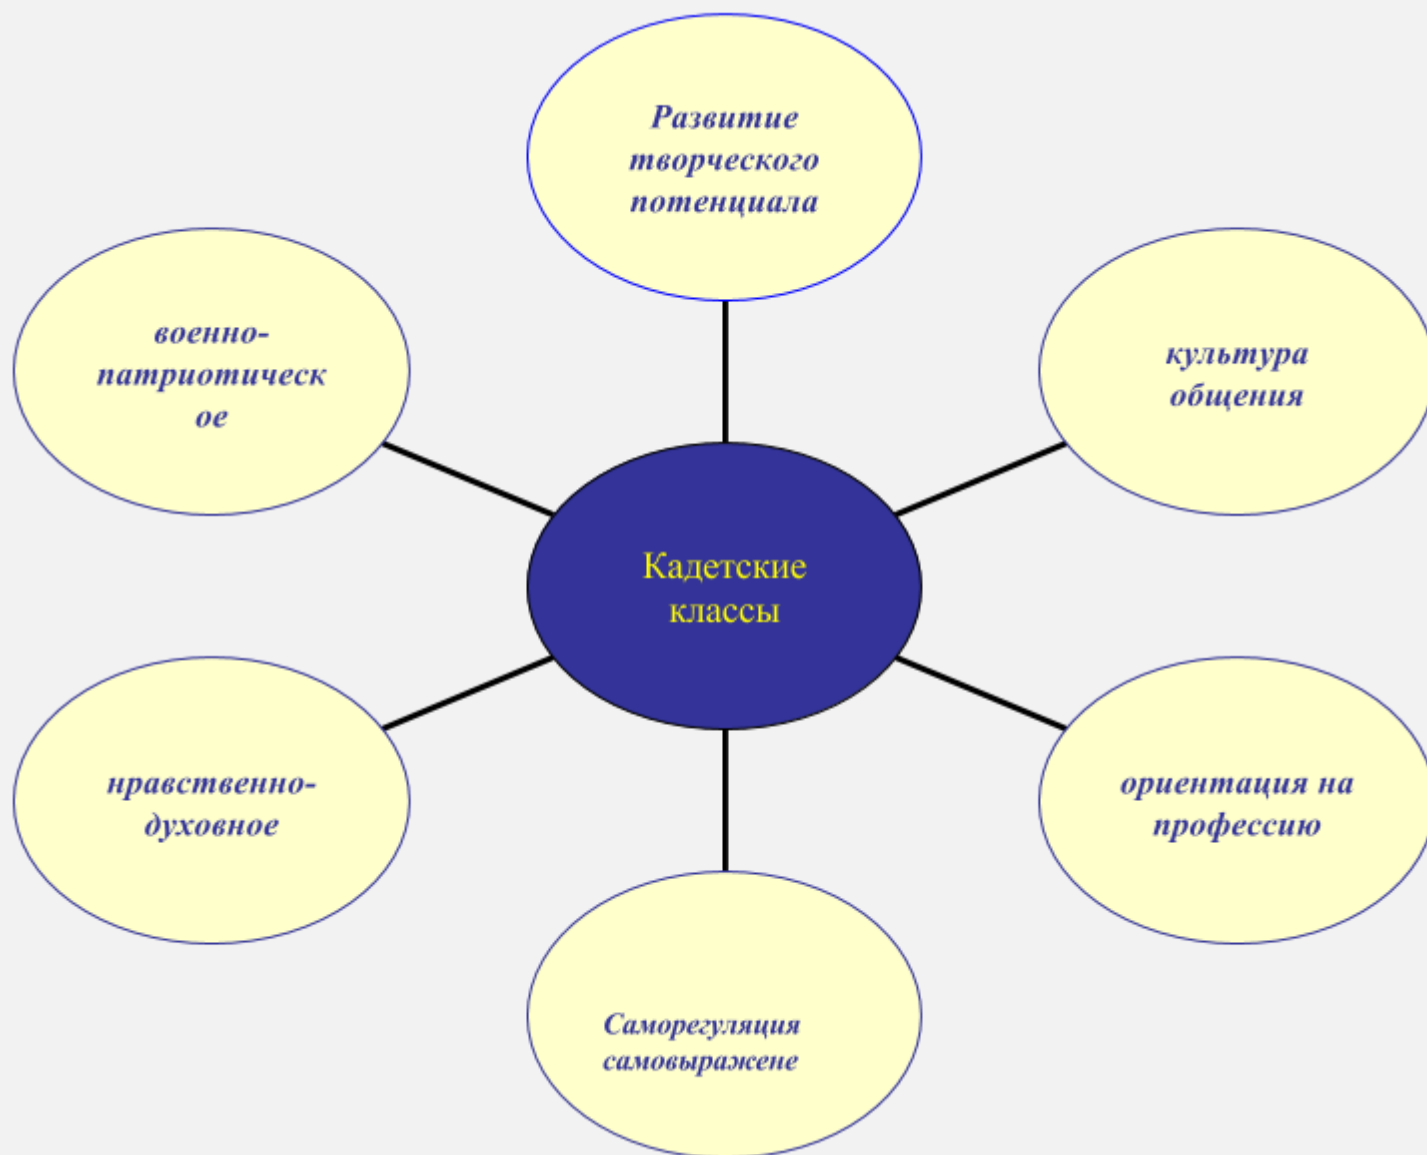 Развитие
творческого
потенциала
военно-
патриотическ
ое
культура
общения
Кадетские
классы
нравственно-
духовное
ориентация на
профессию
Саморегуляция
самовыражене